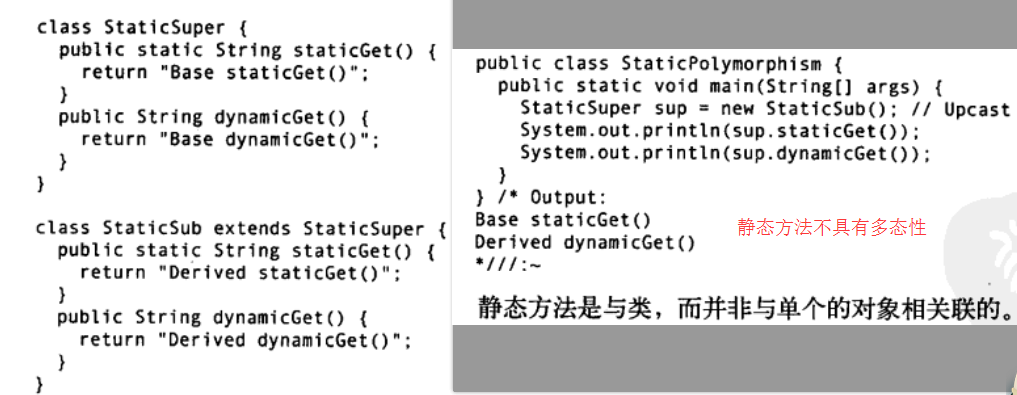 class StaticSuper {
  public static String staticGet() {
    return "Base staticGet()";
  }
  public String dynamicGet() {
    return "Base dynamicGet()";
  }
}
class StaticSub extends StaticSuper {
  public static String staticGet() {
    return "Derived staticGet()";
  }
  public String dynamicGet() {
    return "Derived dynamicGet()";
  }
}
public class StaticPolymorphism {
  public static void main(String[] args) {
    StaticSuper sup = new StaticSub(); // Upcast
    System.out.println(sup.staticGet());
    System.out.println(sup.dynamicGet());
  }
} /* Output:
Base staticGet()
Derived dynamicGet()
*///:~
静态方法不具有多态性
静态方法是与类，而并非与单个的对象相关联的。